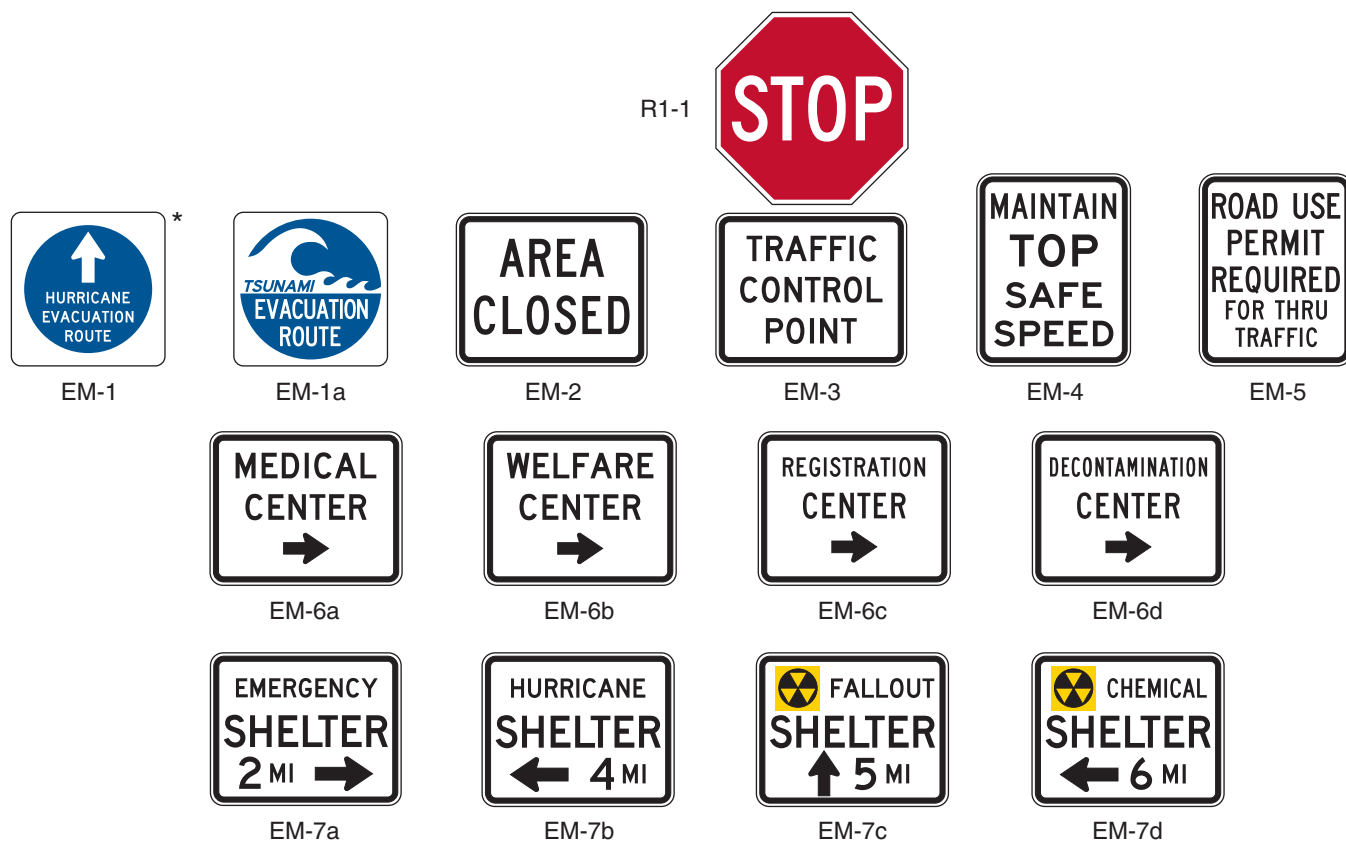 R1-1
STOP
*
HURRICANE
EVACUATION
ROUTE
EM-1
TSUNAMI
EVACUATION
ROUTE
EM-1a
AREA
CLOSED
EM-2
TRAFFIC
CONTROL
POINT
EM-3
MAINTAIN
TOP
SAFE
SPEED
EM-4
ROAD USE
PERMIT
REQUIRED
FOR THRU
TRAFFIC
EM-5
MEDICAL
CENTER
EM-6a
WELFARE
CENTER
EM-6b
REGISTRATION
CENTER
EM-6c
DECONTAMINATION
CENTER
EM-6d
EMERGENCY
SHELTER
2 MI
EM-7a
HURRICANE
SHELTER
4 MI
EM-7b
FALLOUT
SHELTER
5 MI
EM-7c
CHEMICAL
SHELTER
6 MI
EM-7d